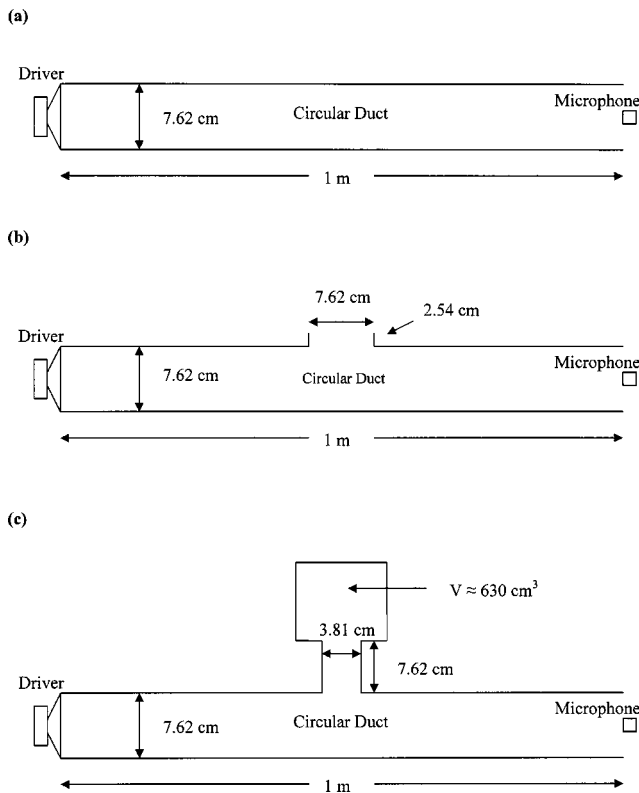 (a)
Driver
7.62 cm
Circular Duct
Microphone
1 m
(b)
7.62 cm
2.54 cm
Driver
7.62 cm
Circular Duct
Microphone
1 m
(c)
V ≈ 630 cm³
3.81 cm
7.62 cm
Driver
7.62 cm
Circular Duct
Microphone
1 m